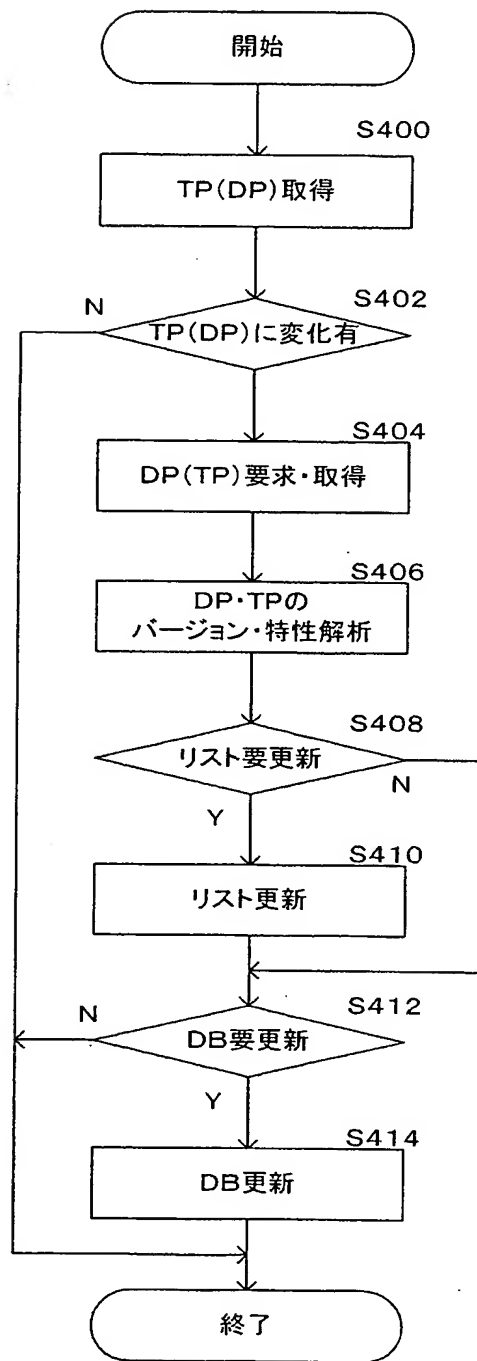 開始
S400
TP(DP)取得
S402
N
TP(DP)に変化有
S404
DP(TP)要求・取得
S406
DP・TPの
バージョン・特性解析
S408
リスト要更新
N
Y
S410
リスト更新
S412
N
DB要更新
Y
S414
DB更新
終了